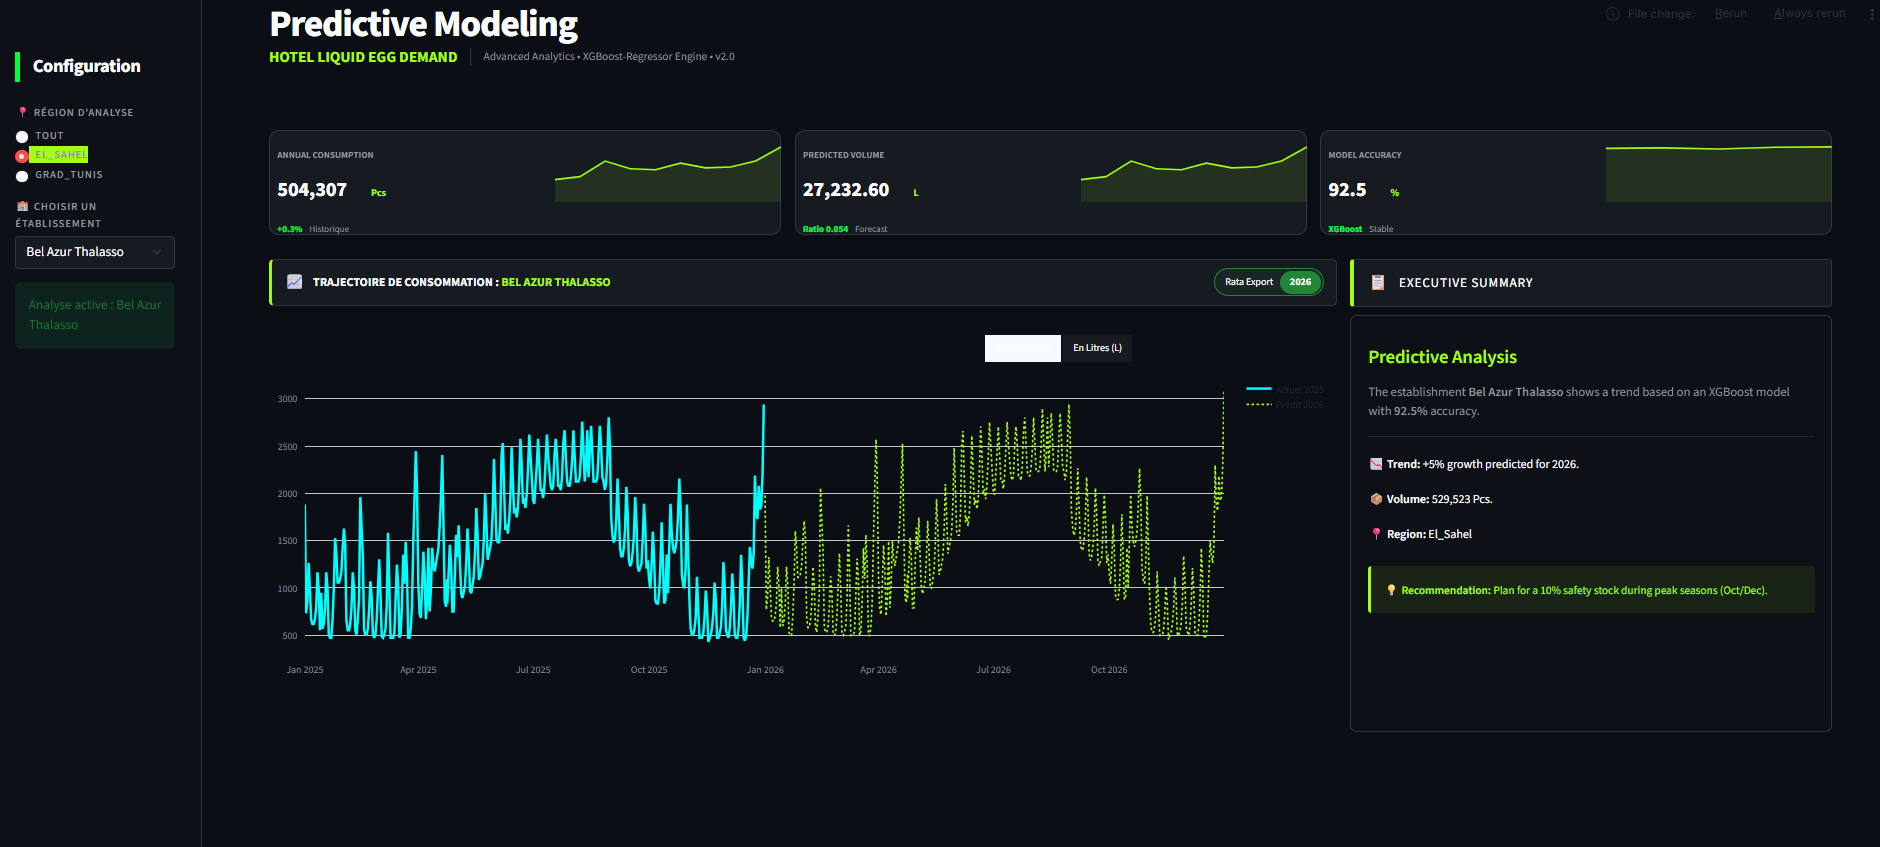 File change.
Rerun
Always rerun
Predictive Modeling
HOTEL LIQUID EGG DEMAND
Advanced Analytics • XGBoost-Regressor Engine • v2.0
Configuration
RÉGION D'ANALYSE
TOUT
EL_SAHEL
GRAD_TUNIS
CHOISIR UN
ÉTABLISSEMENT
Bel Azur Thalasso
Analyse active : Bel Azur
Thalasso
ANNUAL CONSUMPTION
504,307 Pcs
+0.3% Historique
PREDICTED VOLUME
27,232.60 L
Ratio 0.054 Forecast
MODEL ACCURACY
92.5 %
XGBoost Stable
TRAJECTOIRE DE CONSOMMATION : BEL AZUR THALASSO
Rata Export 2026
En Litres (L)
Actuel 2025
Prédit 2026
3000
2500
2000
1500
1000
500
Jan 2025
Apr 2025
Jul 2025
Oct 2025
Jan 2026
Apr 2026
Jul 2026
Oct 2026
EXECUTIVE SUMMARY
Predictive Analysis
The establishment Bel Azur Thalasso shows a trend based on an XGBoost model
with 92.5% accuracy.
Trend: +5% growth predicted for 2026.
Volume: 529,523 Pcs.
Region: El_Sahel
Recommendation: Plan for a 10% safety stock during peak seasons (Oct/Dec).